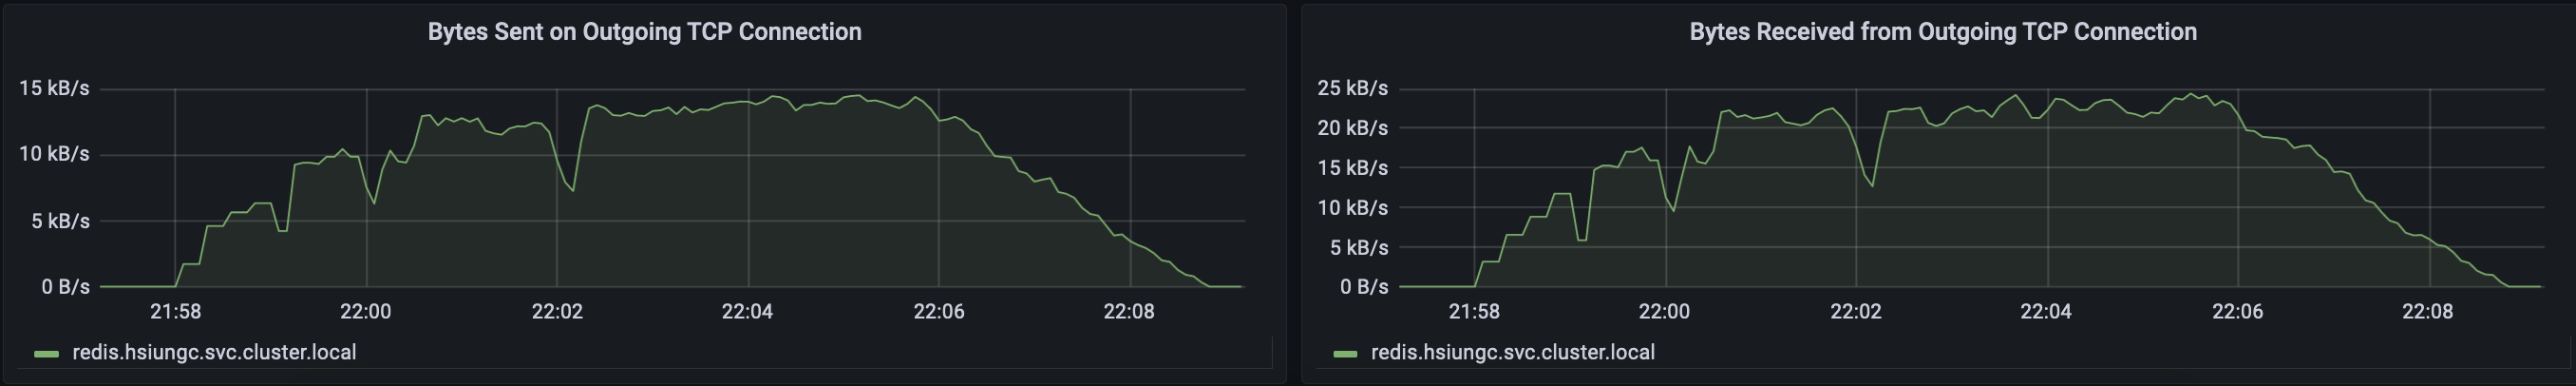 Bytes Sent on Outgoing TCP Connection
15 kB/s
10 kB/s
5 kB/s
0 B/s
21:58 22:00 22:02 22:04 22:06 22:08
redis.hsiungc.svc.cluster.local
Bytes Received from Outgoing TCP Connection
25 kB/s
20 kB/s
15 kB/s
10 kB/s
5 kB/s
0 B/s
21:58 22:00 22:02 22:04 22:06 22:08
redis.hsiungc.svc.cluster.local